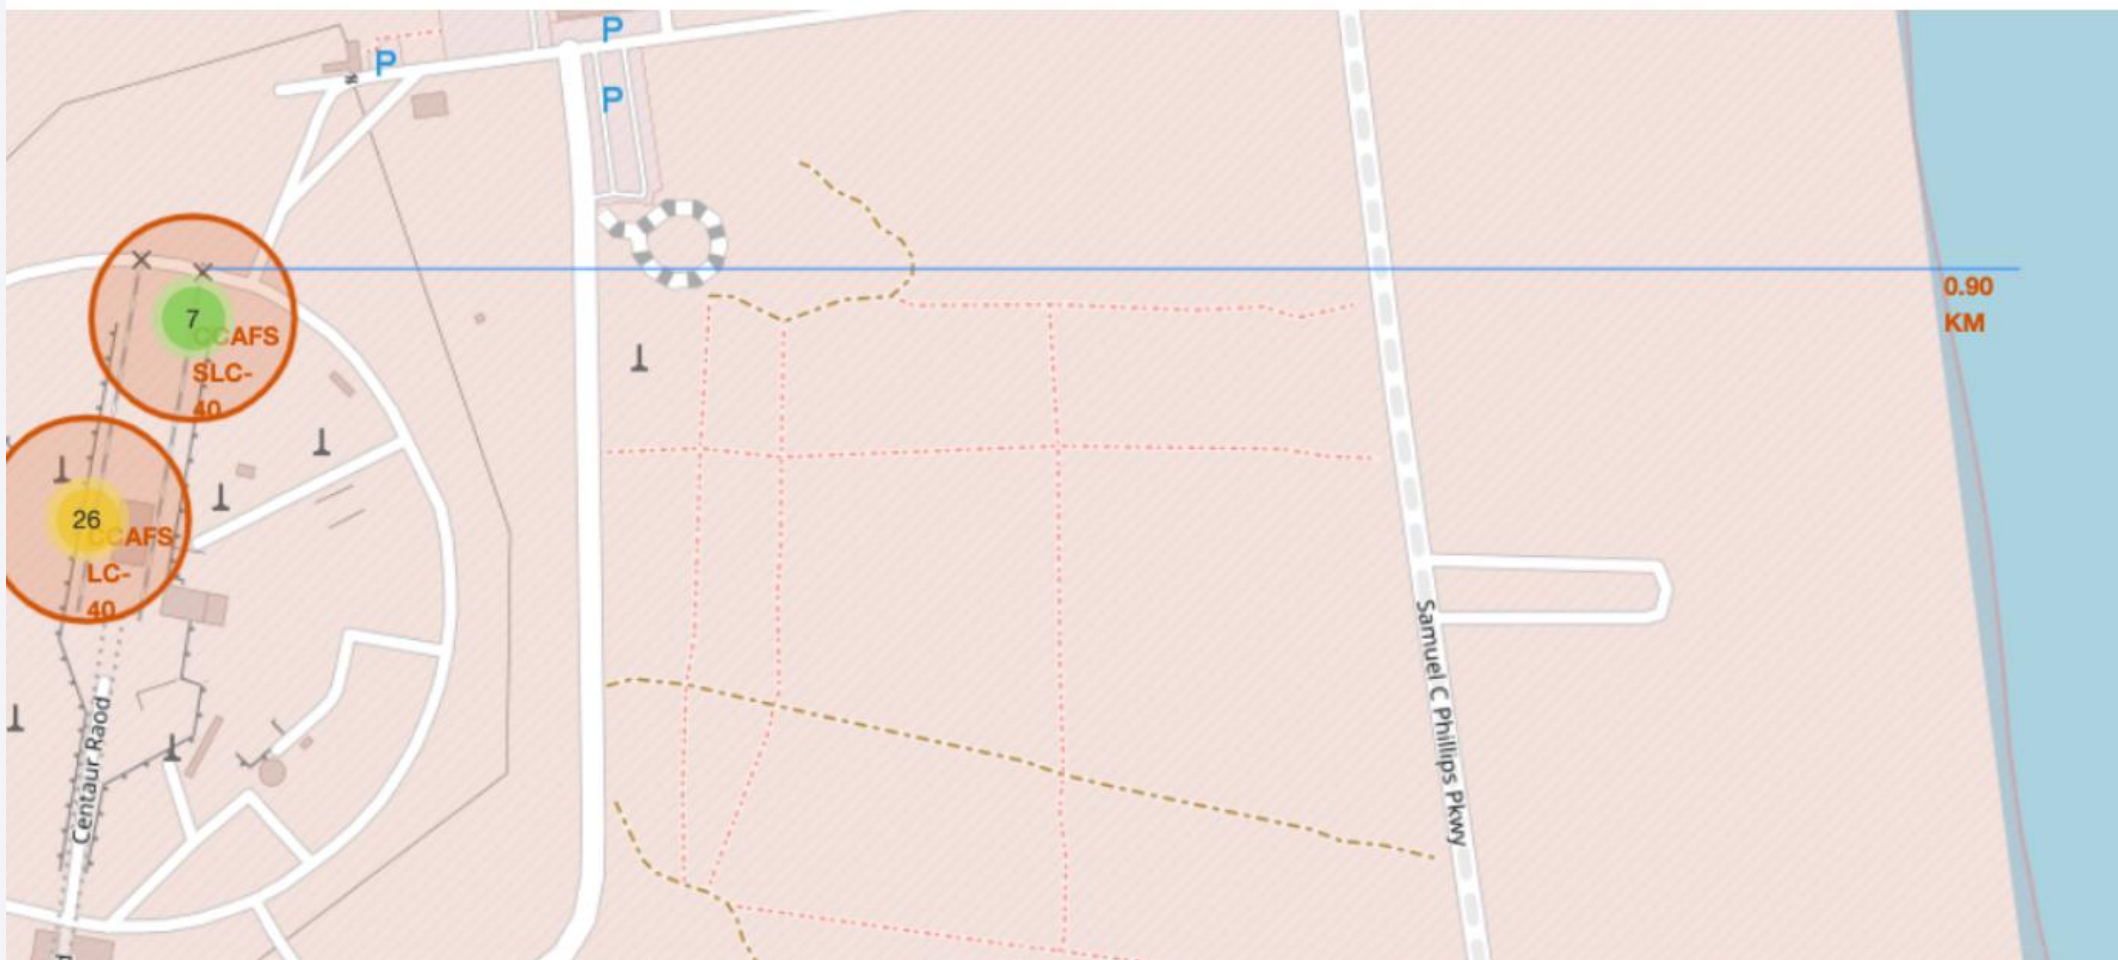 P
P
P
0.90
KM
7
CCAFS
SLC-
40
26
CCAFS
LC-
40
Samuel C Phillips Pkwy
Centaur Raod